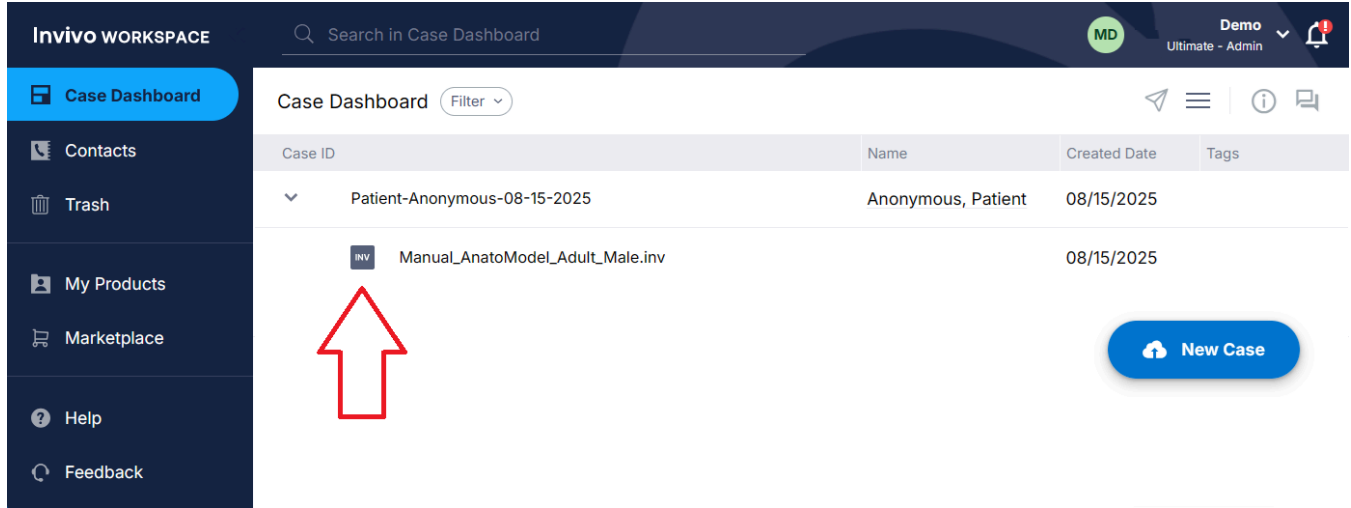 Invivo WORKSPACE
Search in Case Dashboard
MD
Demo
Ultimate - Admin
Case Dashboard
Contacts
Trash
My Products
Marketplace
Help
Feedback
Case Dashboard Filter
Case ID Name Created Date Tags
Patient-Anonymous-08-15-2025 Anonymous, Patient 08/15/2025
INV Manual_AnatoModel_Adult_Male.inv 08/15/2025
New Case